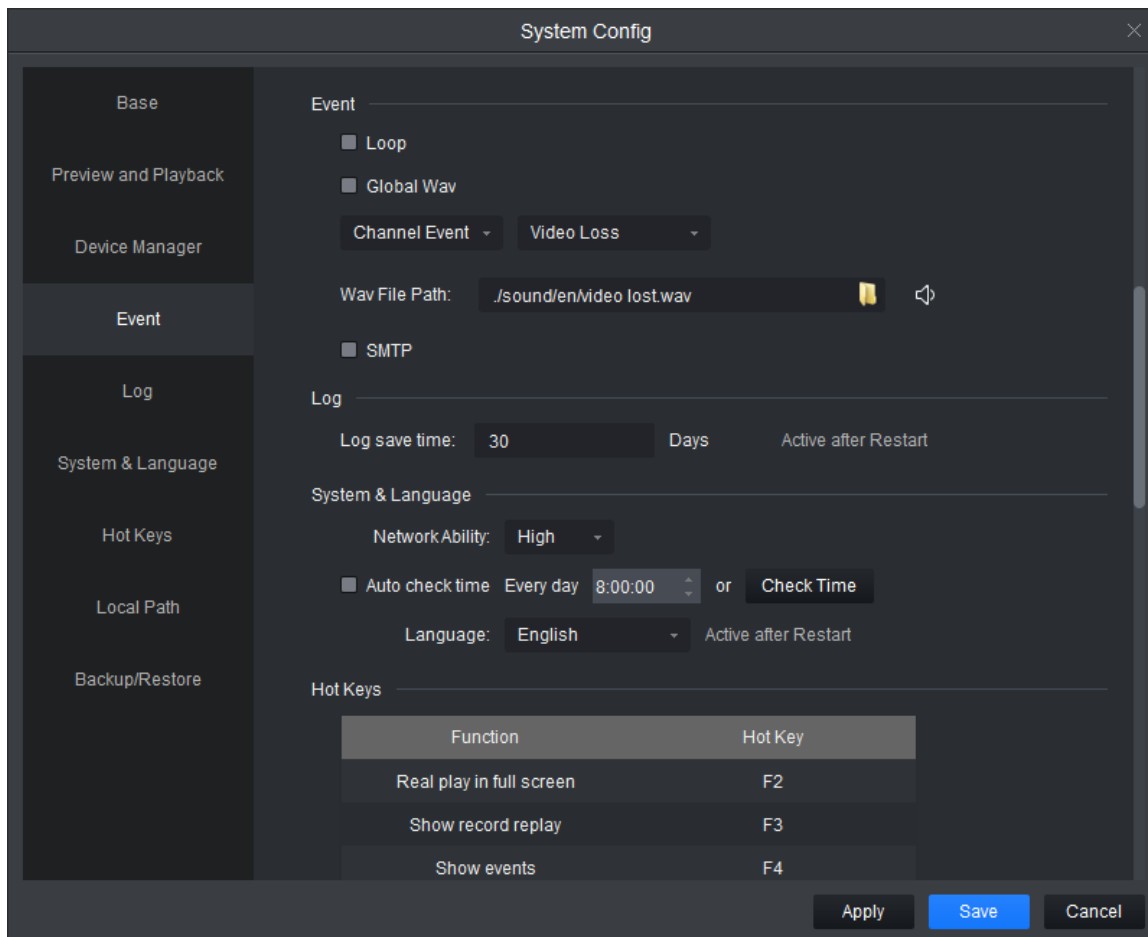 System Config
Base
Preview and Playback
Device Manager
Event
Log
System & Language
Hot Keys
Local Path
Backup/Restore
Event
Loop
Global Wav
Channel Event Video Loss
Wav File Path: ./sound/en/video lost.wav
SMTP
Log
Log save time: 30 Days Active after Restart
System & Language
Network Ability: High
Auto check time Every day 8:00:00 or Check Time
Language: English Active after Restart
Hot Keys
Function Hot Key
Real play in full screen F2
Show record replay F3
Show events F4
Apply Save Cancel